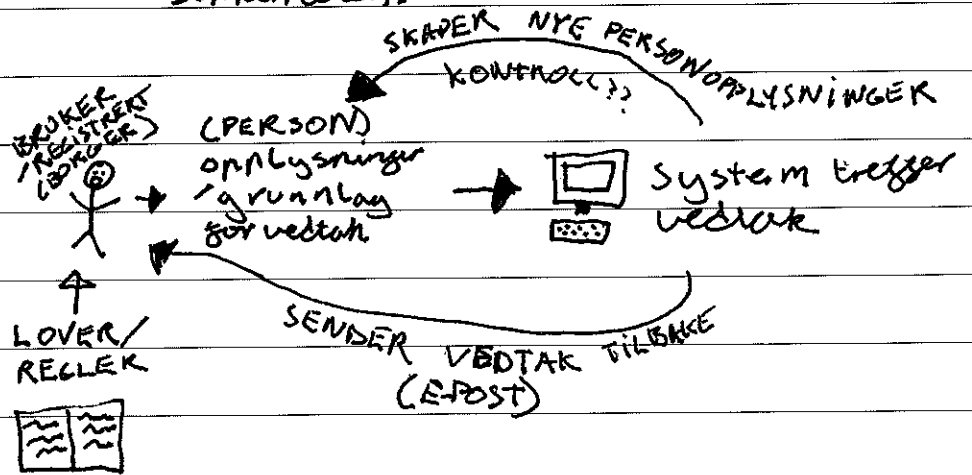 SKAPER NYE PERSONOPPLYSNINGER
KONTROLL??
BRUKER
/REGISTRERT
(BORGER)
(PERSON)
opplysninger
/grunnlag
for vedtak
System treffer
vedtak
SENDER VEDTAK TILBAKE
(E-POST)
LOVER/
REGLER